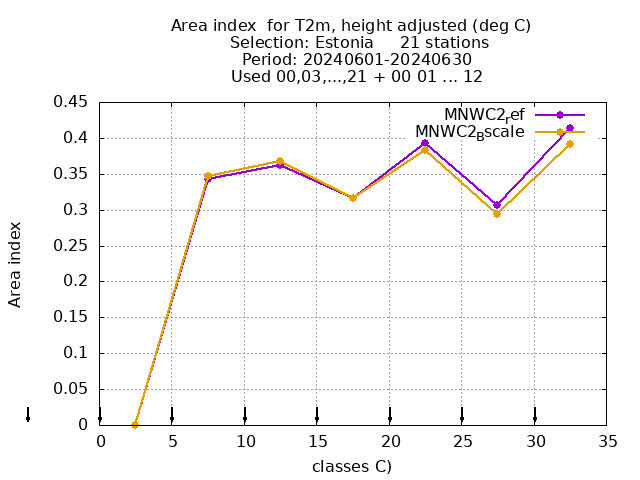 Area index  for T2m, height adjusted (deg C)
Selection: Estonia     21 stations
Period: 20240601-20240630
Used 00,03,...,21 + 00 01 ... 12
MNWC2_ref
MNWC2_Bscale
Area index
0.45
0.4
0.35
0.3
0.25
0.2
0.15
0.1
0.05
0
0 5 10 15 20 25 30 35
classes C)